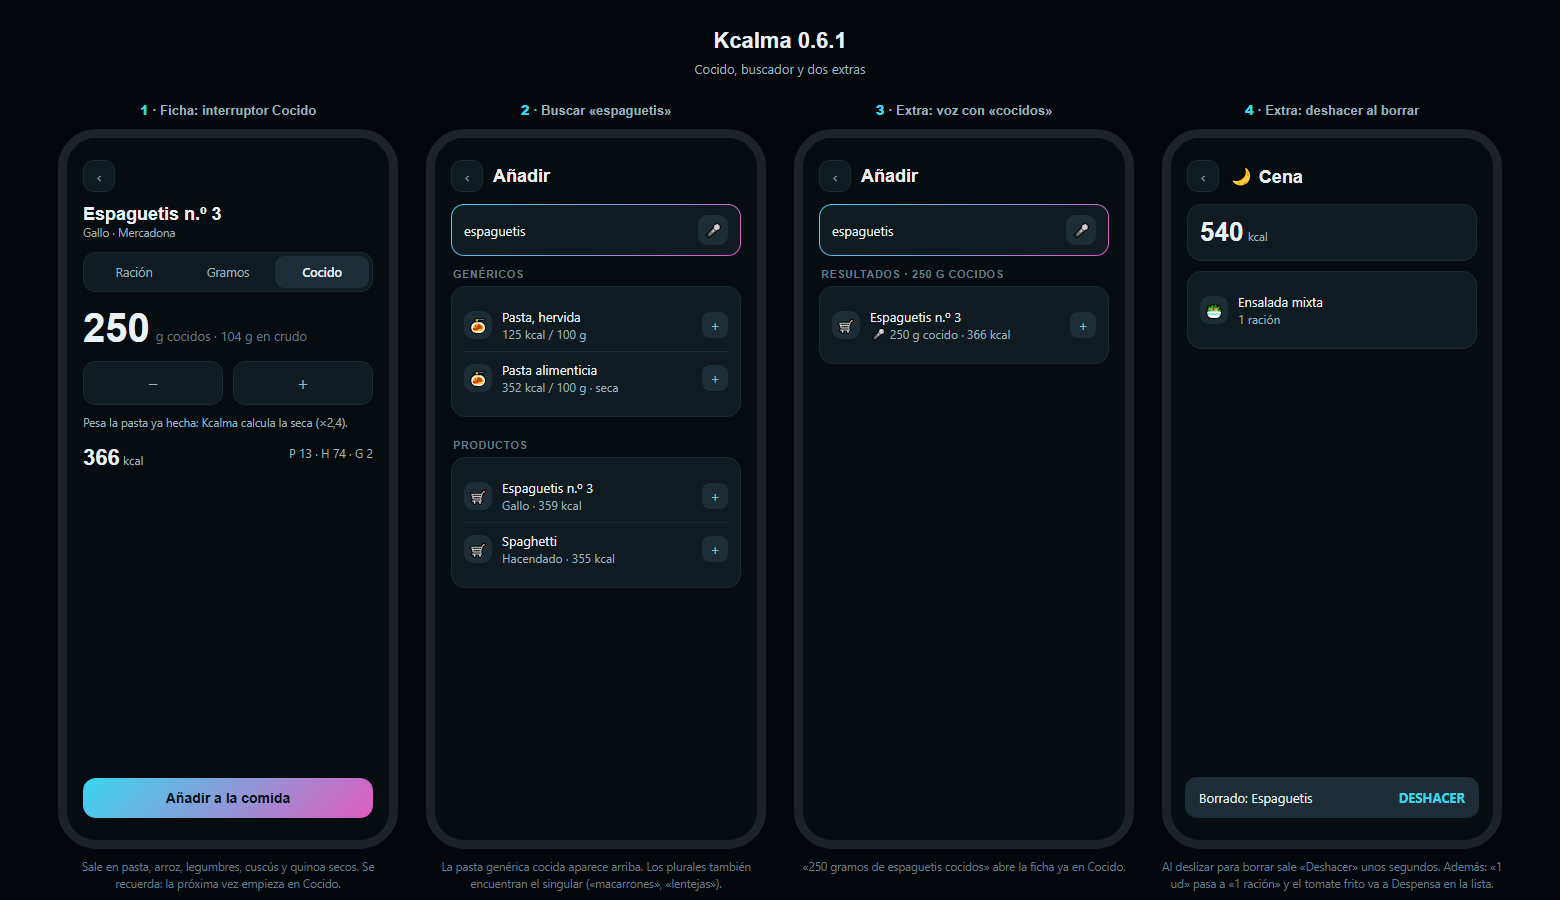 Kcalma 0.6.1
Cocido, buscador y dos extras
1 · Ficha: interruptor Cocido
‹
Espaguetis n.º 3
Gallo · Mercadona
Ración Gramos Cocido
250 g cocidos · 104 g en crudo
− +
Pesa la pasta ya hecha: Kcalma calcula la seca (×2,4).
366 kcal P 13 · H 74 · G 2
Añadir a la comida
Sale en pasta, arroz, legumbres, cuscús y quinoa secos. Se
recuerda: la próxima vez empieza en Cocido.
2 · Buscar «espaguetis»
‹ Añadir
espaguetis
GENÉRICOS
Pasta, hervida
125 kcal / 100 g
+
Pasta alimenticia
352 kcal / 100 g · seca
+
PRODUCTOS
Espaguetis n.º 3
Gallo · 359 kcal
+
Spaghetti
Hacendado · 355 kcal
+
La pasta genérica cocida aparece arriba. Los plurales también
encuentran el singular («macarrones», «lentejas»).
3 · Extra: voz con «cocidos»
‹ Añadir
espaguetis
RESULTADOS · 250 G COCIDOS
Espaguetis n.º 3
🎤 250 g cocido · 366 kcal
+
«250 gramos de espaguetis cocidos» abre la ficha ya en Cocido.
4 · Extra: deshacer al borrar
‹ 🌙 Cena
540 kcal
Ensalada mixta
1 ración
Borrado: Espaguetis DESHACER
Al deslizar para borrar sale «Deshacer» unos segundos. Además: «1
ud» pasa a «1 ración» y el tomate frito va a Despensa en la lista.